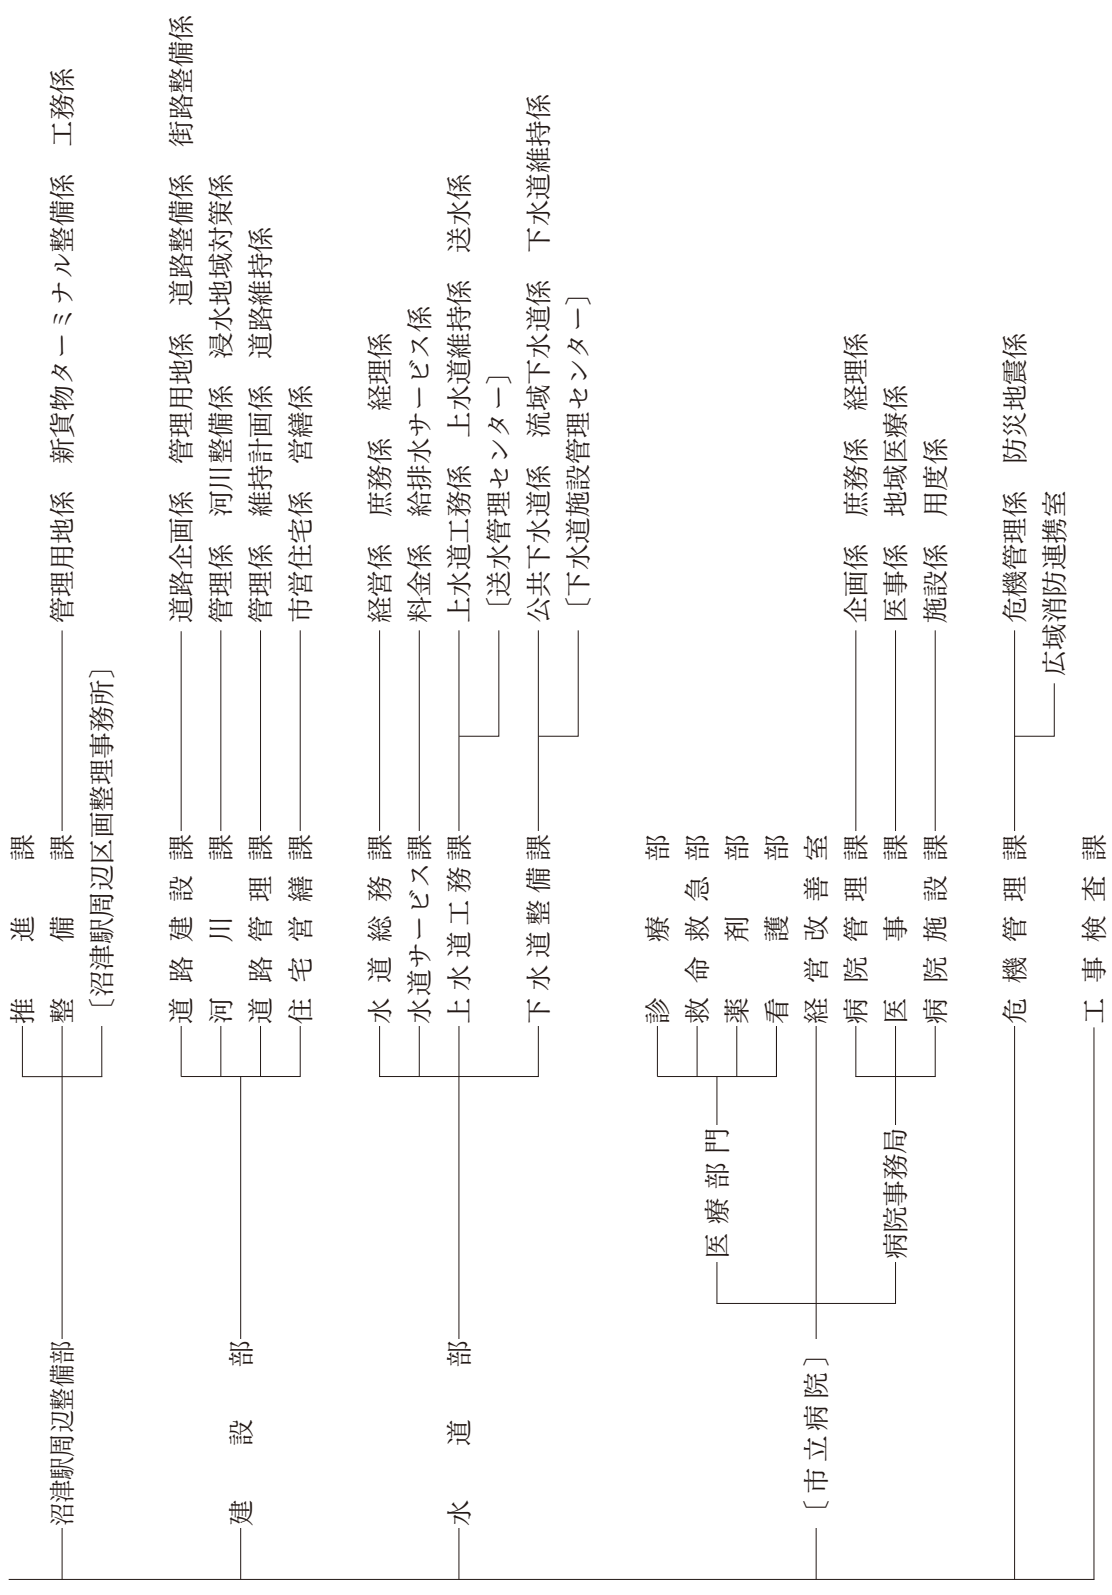 沼津駅周辺整備部
推進課
整備課 管理用地係 新貨物ターミナル整備係 工務係
〔沼津駅周辺区画整理事務所〕
建設部
道路建設課 道路企画係 管理用地係 道路整備係 街路整備係
河川課 管理係 河川整備係 浸水地域対策係
道路管理課 管理係 維持計画係 道路維持係
住宅営繕課 市営住宅係 営繕係
水道部
水道総務課 経営係 庶務係 経理係
水道サービス課 料金係 給排水サービス係
上水道工務課 上水道工務係 上水道維持係 送水係
〔送水管理センター〕
下水道整備課 公共下水道係 流域下水道係 下水道維持係
〔下水道施設管理センター〕
〔市立病院〕
医療部門
診療部
救命救急部
薬剤部
看護部
経営改善室
病院事務局
病院管理課 企画係 庶務係 経理係
医事課 医事係 地域医療係
病院施設課 施設係 用度係
危機管理課 危機管理係 防災地震係
広域消防連携室
工事検査課